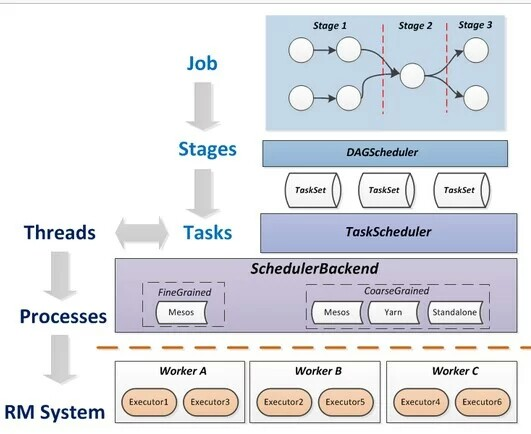 Stage 1
Stage 2
Stage 3
Job
Stages
DAGScheduler
TaskSet
TaskSet
TaskSet
Threads
Tasks
TaskScheduler
SchedulerBackend
FineGrained
CoarseGrained
Mesos
Mesos
Yarn
Standalone
Processes
Worker A
Worker B
Worker C
RM System
Executor1
Executor3
Executor2
Executor5
Executor4
Executor6